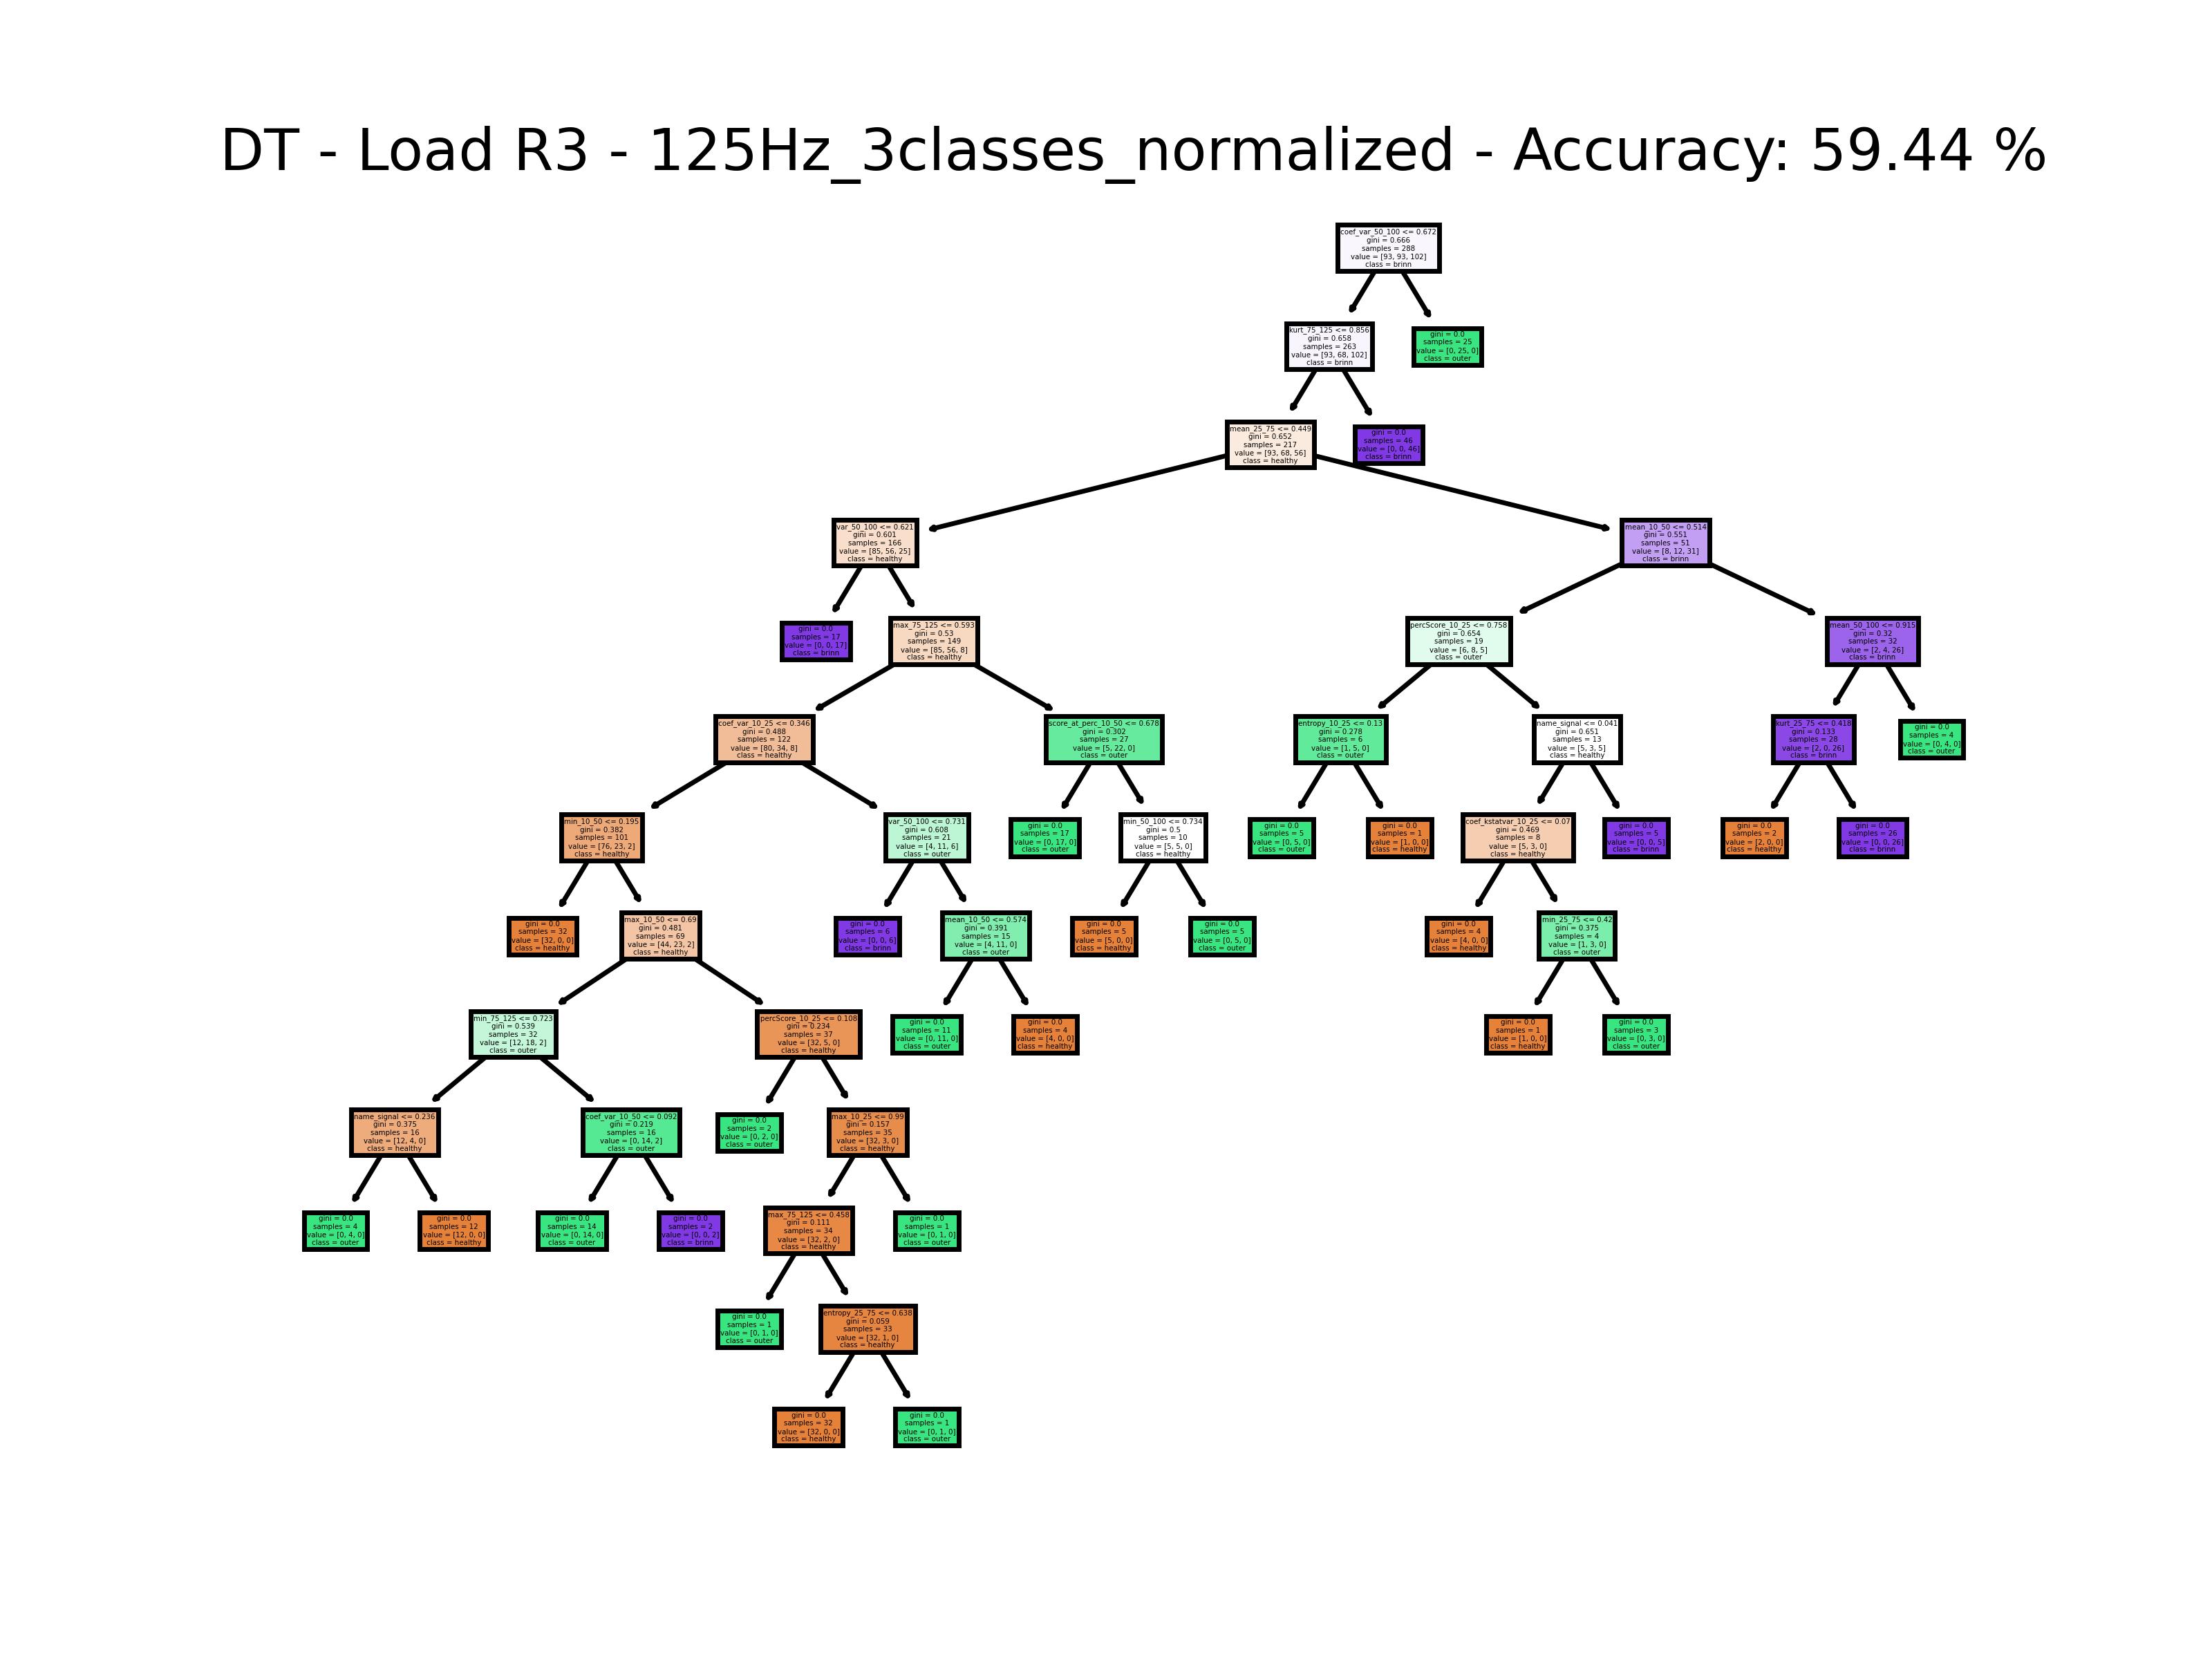 DT - Load R3 - 125Hz_3classes_normalized - Accuracy: 59.44 %
coef_var_50_100 <= 0.672
gini = 0.666
samples = 288
value = [93, 93, 102]
class = brinn
kurt_75_125 <= 0.856
gini = 0.658
samples = 263
value = [93, 68, 102]
class = brinn
gini = 0.0
samples = 25
value = [0, 25, 0]
class = outer
mean_25_75 <= 0.449
gini = 0.652
samples = 217
value = [93, 68, 56]
class = healthy
gini = 0.0
samples = 46
value = [0, 0, 46]
class = brinn
var_50_100 <= 0.621
gini = 0.601
samples = 166
value = [85, 56, 25]
class = healthy
mean_10_50 <= 0.514
gini = 0.551
samples = 51
value = [8, 12, 31]
class = brinn
gini = 0.0
samples = 17
value = [0, 0, 17]
class = brinn
max_75_125 <= 0.593
gini = 0.53
samples = 149
value = [85, 56, 8]
class = healthy
percScore_10_25 <= 0.758
gini = 0.654
samples = 19
value = [6, 8, 5]
class = outer
mean_50_100 <= 0.915
gini = 0.32
samples = 32
value = [2, 4, 26]
class = brinn
coef_var_10_25 <= 0.346
gini = 0.488
samples = 122
value = [80, 34, 8]
class = healthy
score_at_perc_10_50 <= 0.678
gini = 0.302
samples = 27
value = [5, 22, 0]
class = outer
entropy_10_25 <= 0.13
gini = 0.278
samples = 6
value = [1, 5, 0]
class = outer
name_signal <= 0.041
gini = 0.651
samples = 13
value = [5, 3, 5]
class = healthy
kurt_25_75 <= 0.418
gini = 0.133
samples = 28
value = [2, 0, 26]
class = brinn
gini = 0.0
samples = 4
value = [0, 4, 0]
class = outer
min_10_50 <= 0.195
gini = 0.382
samples = 101
value = [76, 23, 2]
class = healthy
var_50_100 <= 0.731
gini = 0.608
samples = 21
value = [4, 11, 6]
class = outer
gini = 0.0
samples = 17
value = [0, 17, 0]
class = outer
min_50_100 <= 0.734
gini = 0.5
samples = 10
value = [5, 5, 0]
class = healthy
gini = 0.0
samples = 5
value = [0, 5, 0]
class = outer
gini = 0.0
samples = 1
value = [1, 0, 0]
class = healthy
coef_kstatvar_10_25 <= 0.07
gini = 0.469
samples = 8
value = [5, 3, 0]
class = healthy
gini = 0.0
samples = 5
value = [0, 0, 5]
class = brinn
gini = 0.0
samples = 2
value = [2, 0, 0]
class = healthy
gini = 0.0
samples = 26
value = [0, 0, 26]
class = brinn
gini = 0.0
samples = 32
value = [32, 0, 0]
class = healthy
max_10_50 <= 0.69
gini = 0.481
samples = 69
value = [44, 23, 2]
class = healthy
gini = 0.0
samples = 6
value = [0, 0, 6]
class = brinn
mean_10_50 <= 0.574
gini = 0.391
samples = 15
value = [4, 11, 0]
class = outer
gini = 0.0
samples = 5
value = [5, 0, 0]
class = healthy
gini = 0.0
samples = 5
value = [0, 5, 0]
class = outer
gini = 0.0
samples = 4
value = [4, 0, 0]
class = healthy
min_25_75 <= 0.42
gini = 0.375
samples = 4
value = [1, 3, 0]
class = outer
min_75_125 <= 0.723
gini = 0.539
samples = 32
value = [12, 18, 2]
class = outer
percScore_10_25 <= 0.108
gini = 0.234
samples = 37
value = [32, 5, 0]
class = healthy
gini = 0.0
samples = 11
value = [0, 11, 0]
class = outer
gini = 0.0
samples = 4
value = [4, 0, 0]
class = healthy
gini = 0.0
samples = 1
value = [1, 0, 0]
class = healthy
gini = 0.0
samples = 3
value = [0, 3, 0]
class = outer
name_signal <= 0.236
gini = 0.375
samples = 16
value = [12, 4, 0]
class = healthy
coef_var_10_50 <= 0.092
gini = 0.219
samples = 16
value = [0, 14, 2]
class = outer
gini = 0.0
samples = 2
value = [0, 2, 0]
class = outer
max_10_25 <= 0.99
gini = 0.157
samples = 35
value = [32, 3, 0]
class = healthy
gini = 0.0
samples = 4
value = [0, 4, 0]
class = outer
gini = 0.0
samples = 12
value = [12, 0, 0]
class = healthy
gini = 0.0
samples = 14
value = [0, 14, 0]
class = outer
gini = 0.0
samples = 2
value = [0, 0, 2]
class = brinn
max_75_125 <= 0.458
gini = 0.111
samples = 34
value = [32, 2, 0]
class = healthy
gini = 0.0
samples = 1
value = [0, 1, 0]
class = outer
gini = 0.0
samples = 1
value = [0, 1, 0]
class = outer
entropy_25_75 <= 0.638
gini = 0.059
samples = 33
value = [32, 1, 0]
class = healthy
gini = 0.0
samples = 32
value = [32, 0, 0]
class = healthy
gini = 0.0
samples = 1
value = [0, 1, 0]
class = outer